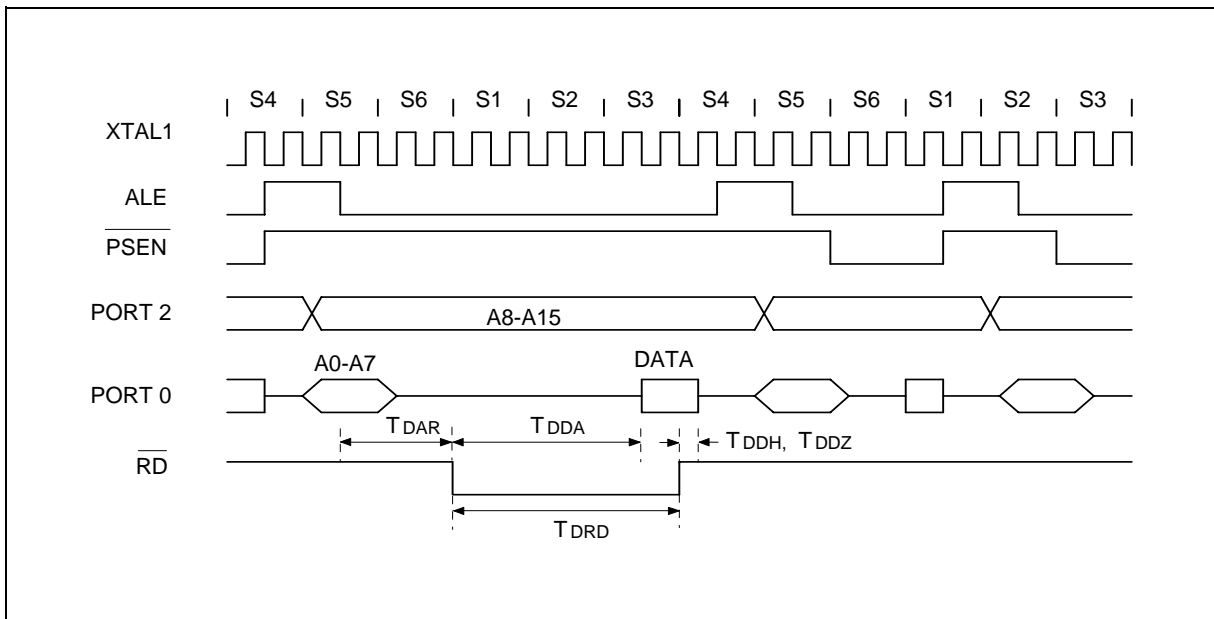 S4 S5 S6 S1 S2 S3 S4 S5 S6 S1 S2 S3
XTAL1
ALE
PSEN
PORT 2
A8-A15
A0-A7
DATA
PORT 0
TDAR
TDDA
TDDH, TDDZ
RD
TDRD